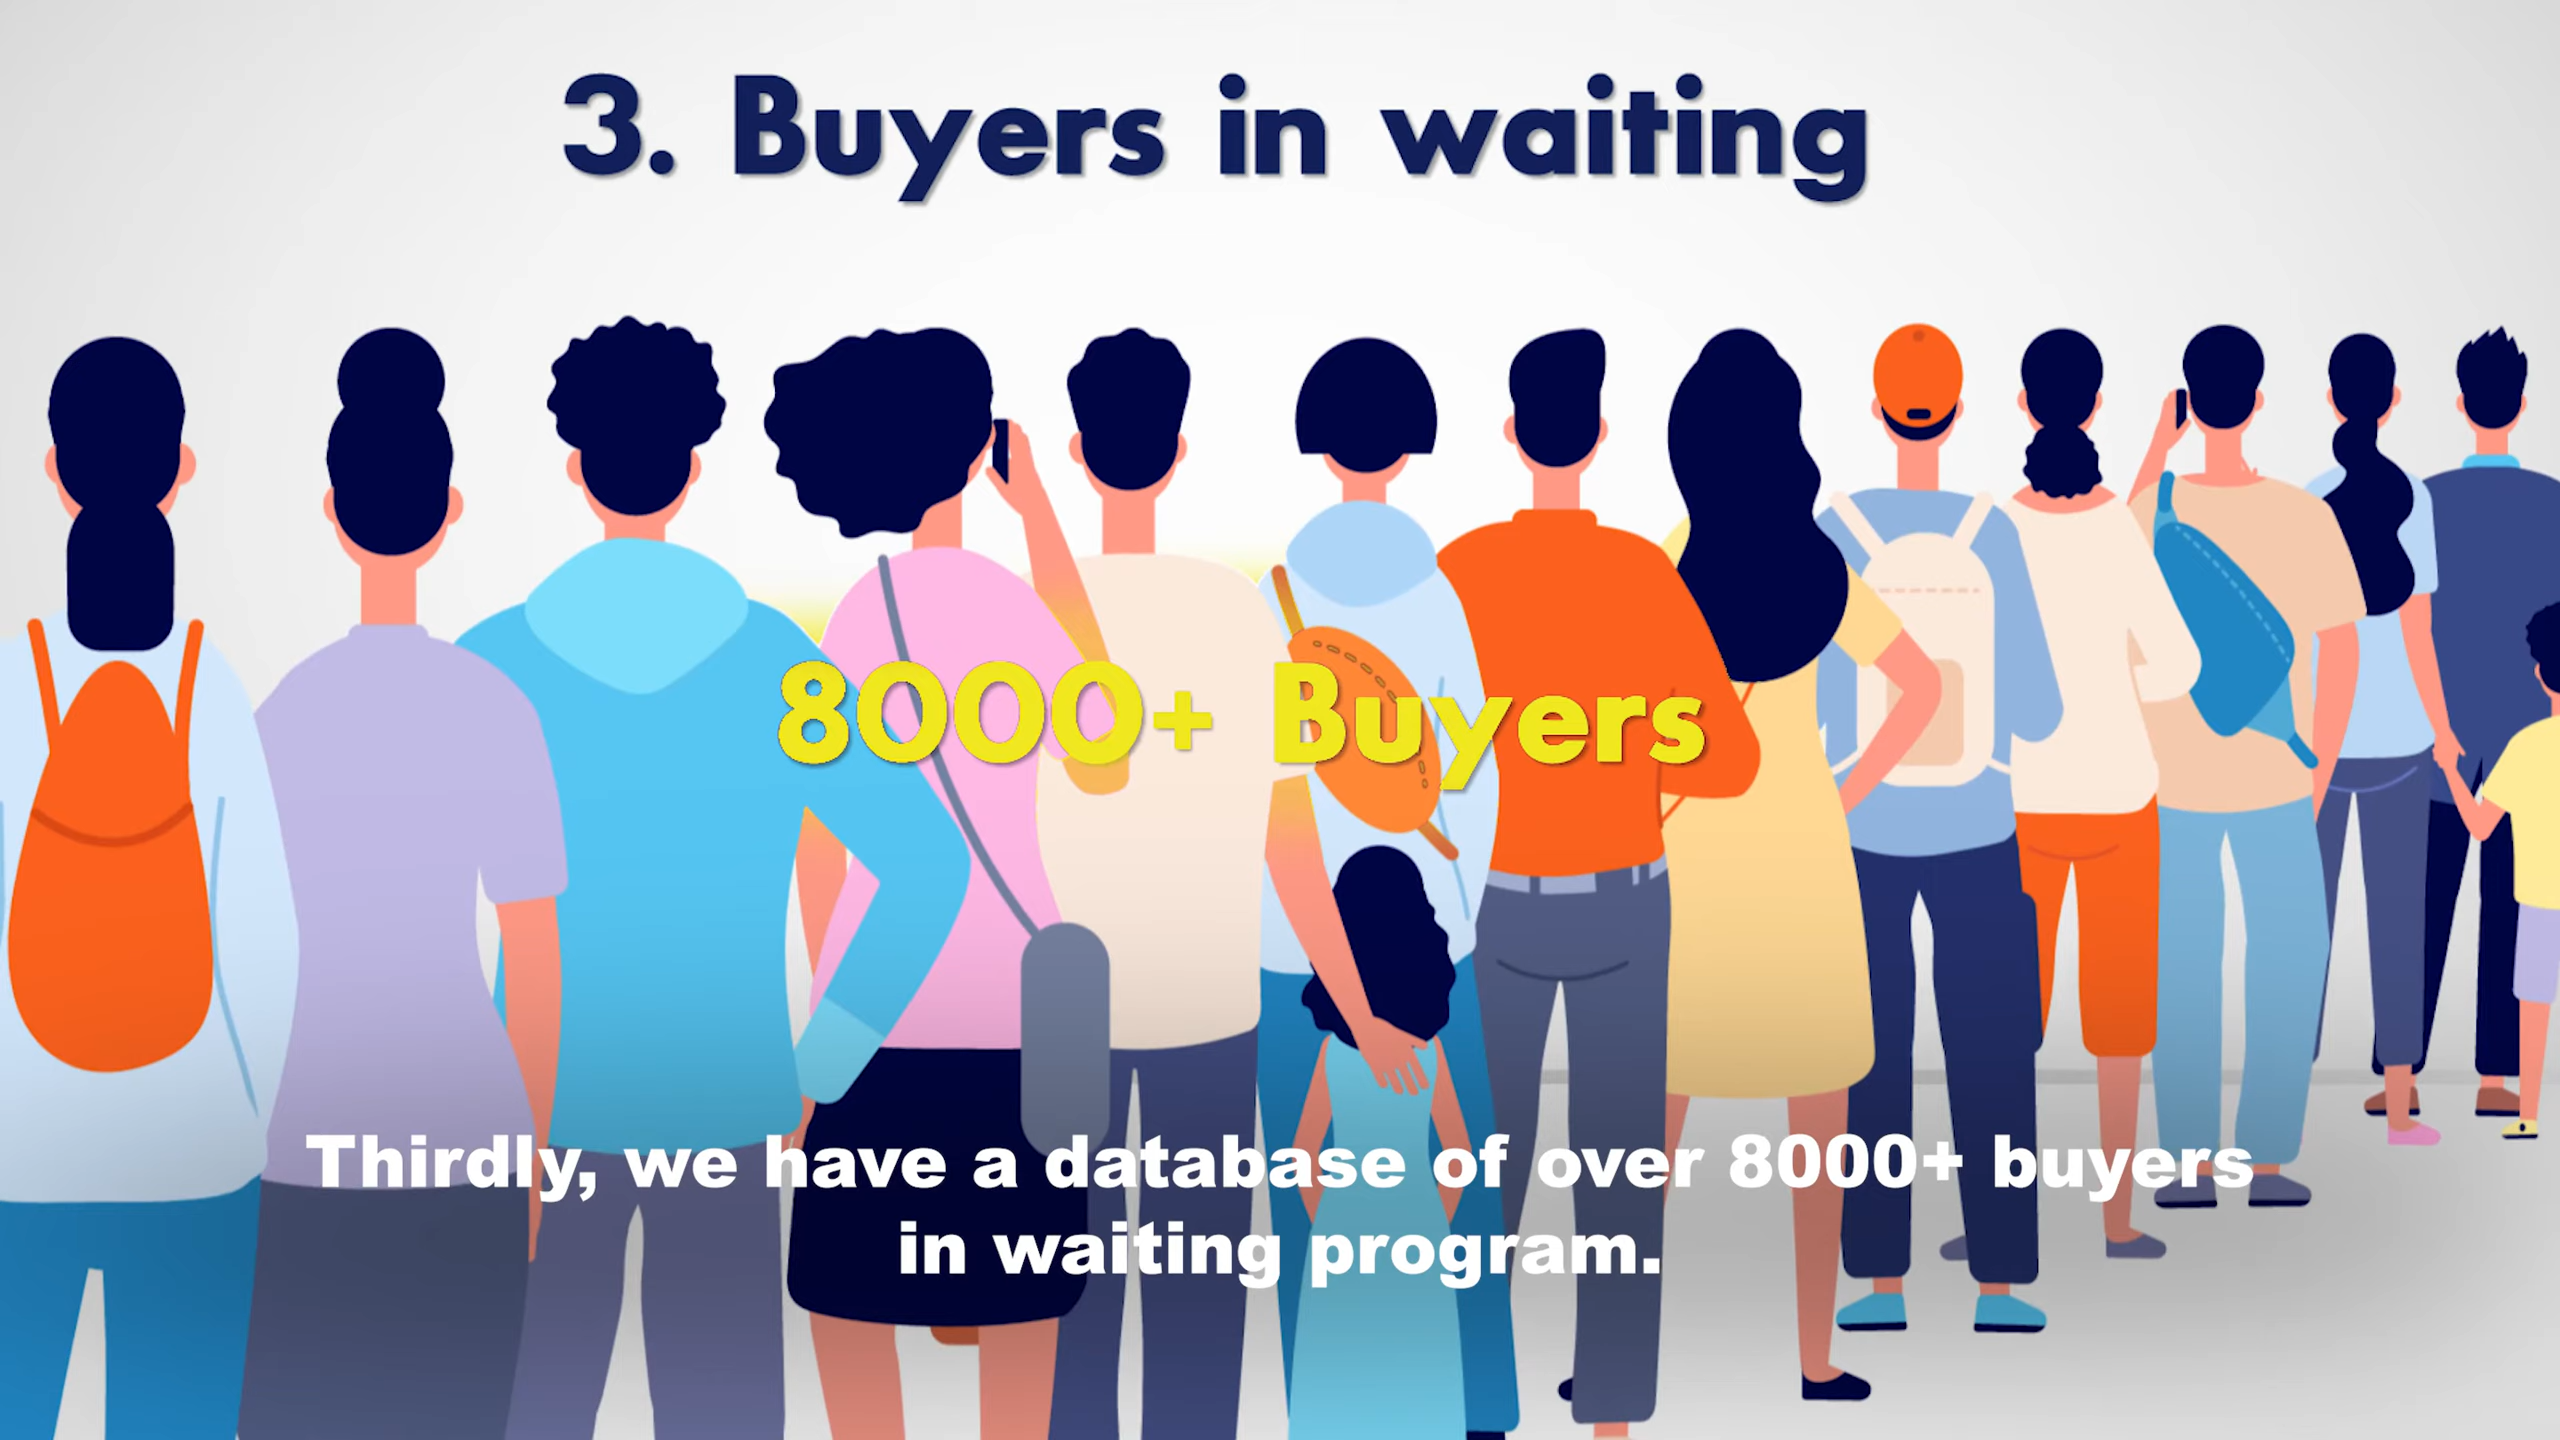 3. Buyers in waiting
8000+ Buyers
Thirdly, we have a database of over 8000+ buyers
in waiting program.